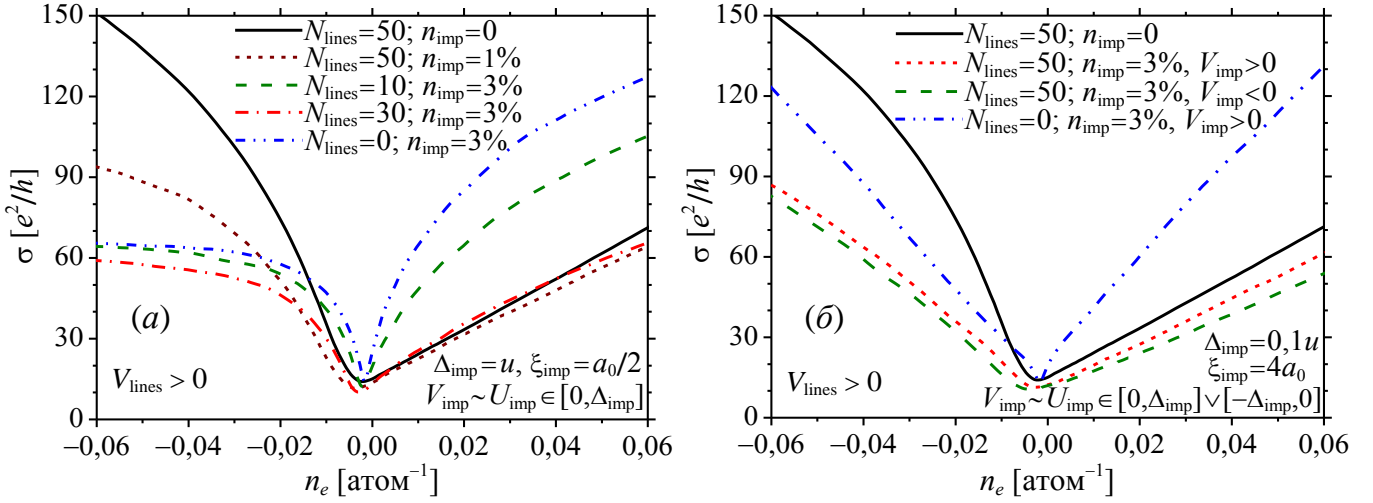 150
120
90
60
30
0
σ [e²/h]
N_lines=50; n_imp=0
N_lines=50; n_imp=1%
N_lines=10; n_imp=3%
N_lines=30; n_imp=3%
N_lines=0; n_imp=3%
(а)
V_lines > 0
Δ_imp=u, ξ_imp=a₀/2
V_imp~U_imp∈[0,Δ_imp]
−0,06 −0,04 −0,02 0,00 0,02 0,04 0,06
n_e [атом⁻¹]
150
120
90
60
30
0
σ [e²/h]
N_lines=50; n_imp=0
N_lines=50; n_imp=3%, V_imp>0
N_lines=50; n_imp=3%, V_imp<0
N_lines=0; n_imp=3%, V_imp>0
(б)
V_lines > 0
Δ_imp=0,1u
ξ_imp=4a₀
V_imp~U_imp∈[0,Δ_imp]∨[−Δ_imp,0]
−0,06 −0,04 −0,02 0,00 0,02 0,04 0,06
n_e [атом⁻¹]